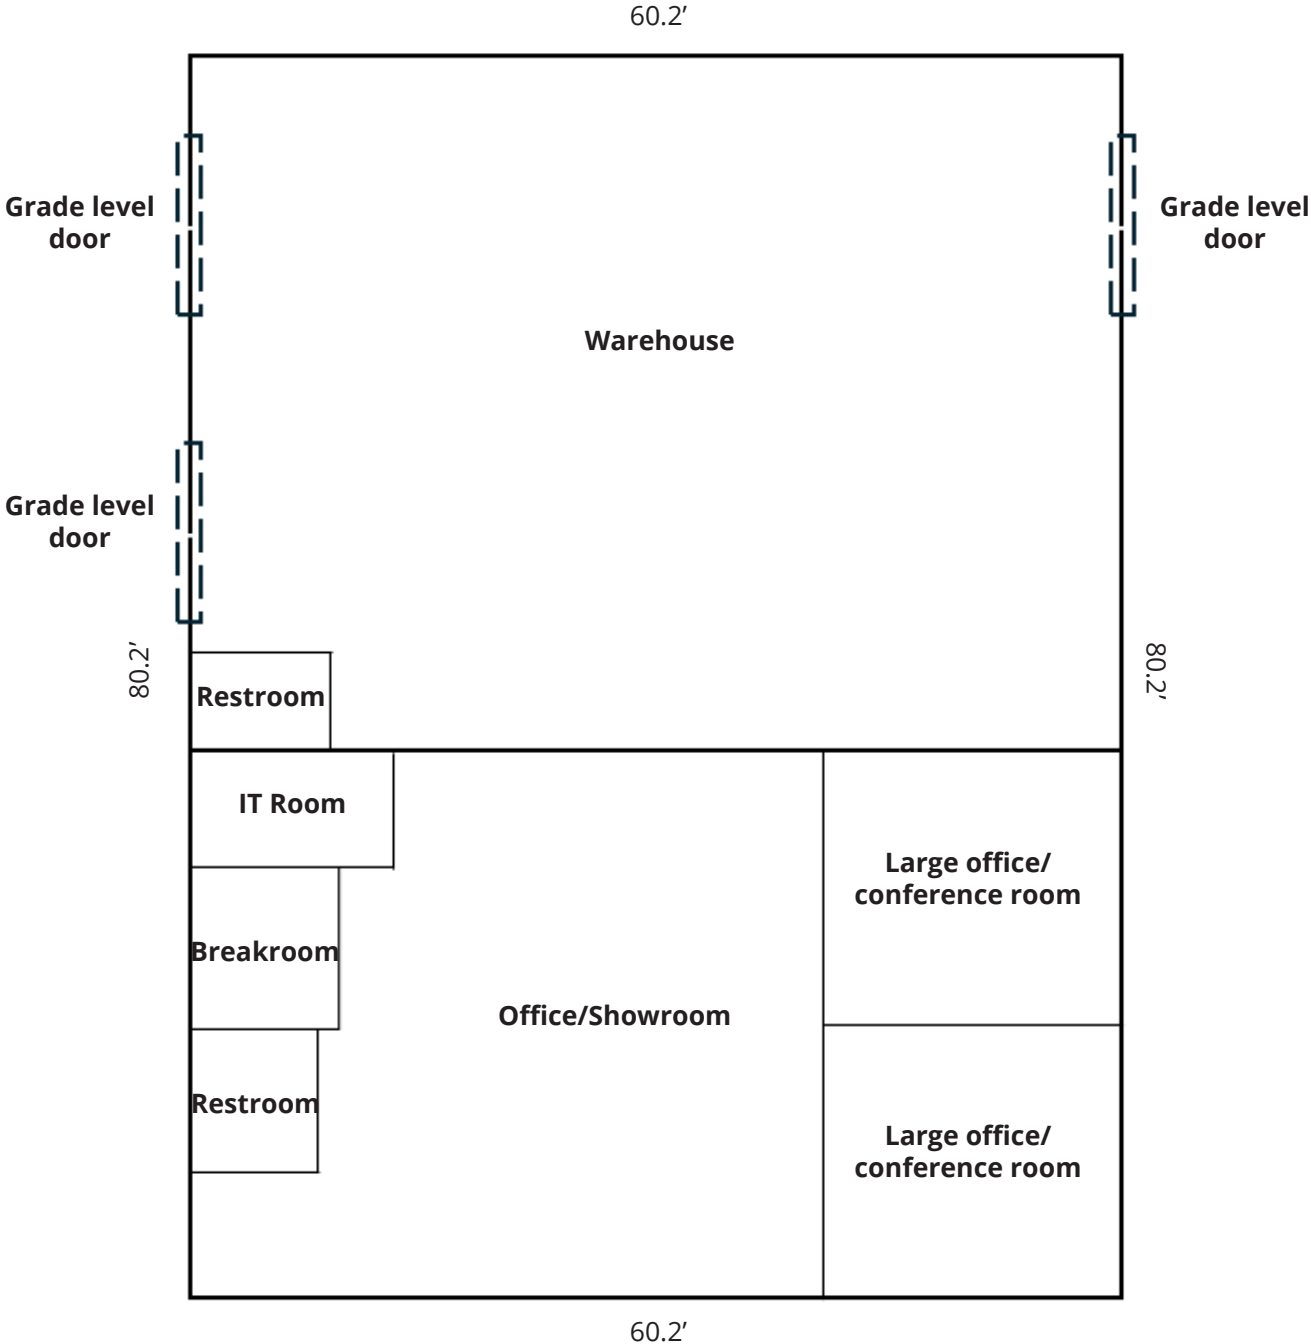 60.2’
Grade level
door
Grade level
door
Warehouse
Grade level
door
80.2’
80.2’
Restroom
IT Room
Large office/
conference room
Breakroom
Office/Showroom
Restroom
Large office/
conference room
60.2’